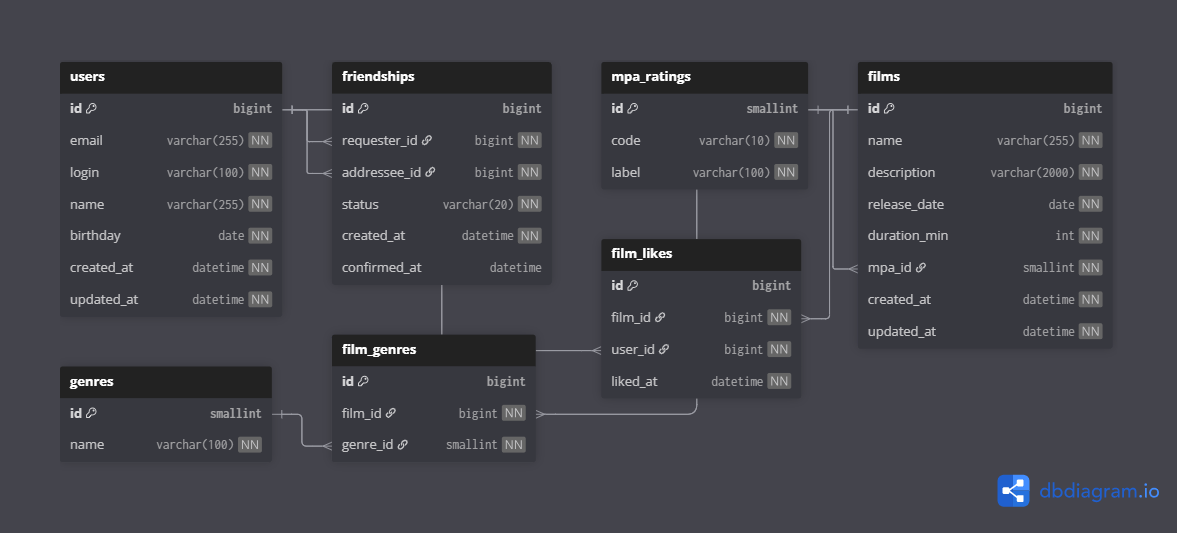 users
id bigint
email varchar(255) NN
login varchar(100) NN
name varchar(255) NN
birthday date NN
created_at datetime NN
updated_at datetime NN
friendships
id bigint
requester_id bigint NN
addressee_id bigint NN
status varchar(20) NN
created_at datetime NN
confirmed_at datetime
mpa_ratings
id smallint
code varchar(10) NN
label varchar(100) NN
films
id bigint
name varchar(255) NN
description varchar(2000) NN
release_date date NN
duration_min int NN
mpa_id smallint NN
created_at datetime NN
updated_at datetime NN
film_likes
id bigint
film_id bigint NN
user_id bigint NN
liked_at datetime NN
film_genres
id bigint
film_id bigint NN
genre_id smallint NN
genres
id smallint
name varchar(100) NN
dbdiagram.io